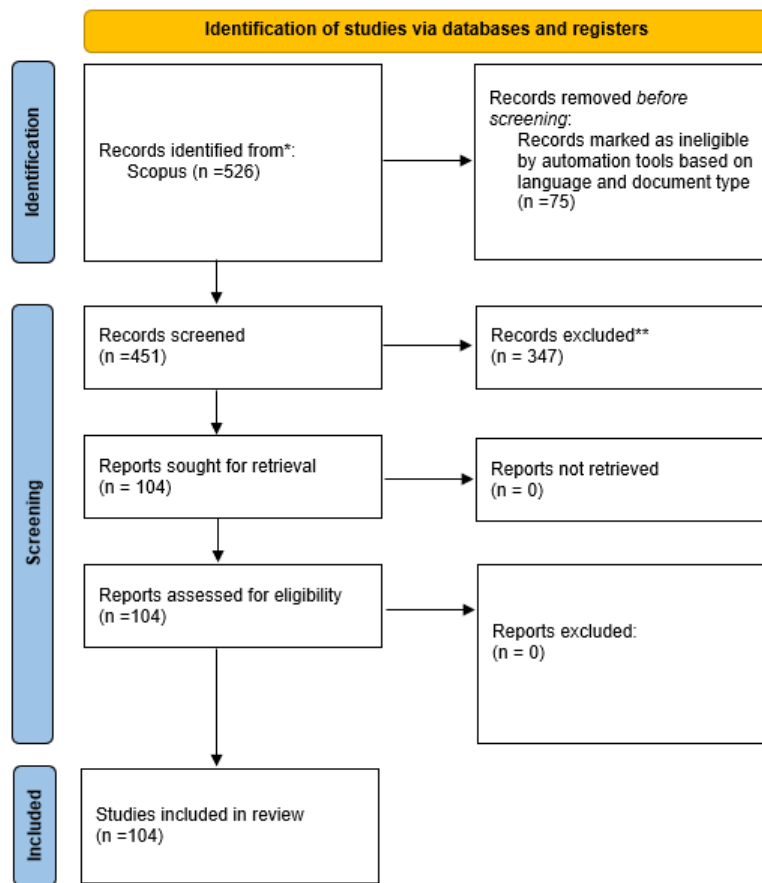 Identification of studies via databases and registers
Identification
Records identified from*:
Scopus (n =526)
Records removed before
screening:
Records marked as ineligible
by automation tools based on
language and document type
(n =75)
Screening
Records screened
(n =451)
Records excluded**
(n = 347)
Reports sought for retrieval
(n = 104)
Reports not retrieved
(n = 0)
Reports assessed for eligibility
(n =104)
Reports excluded:
(n = 0)
Included
Studies included in review
(n =104)